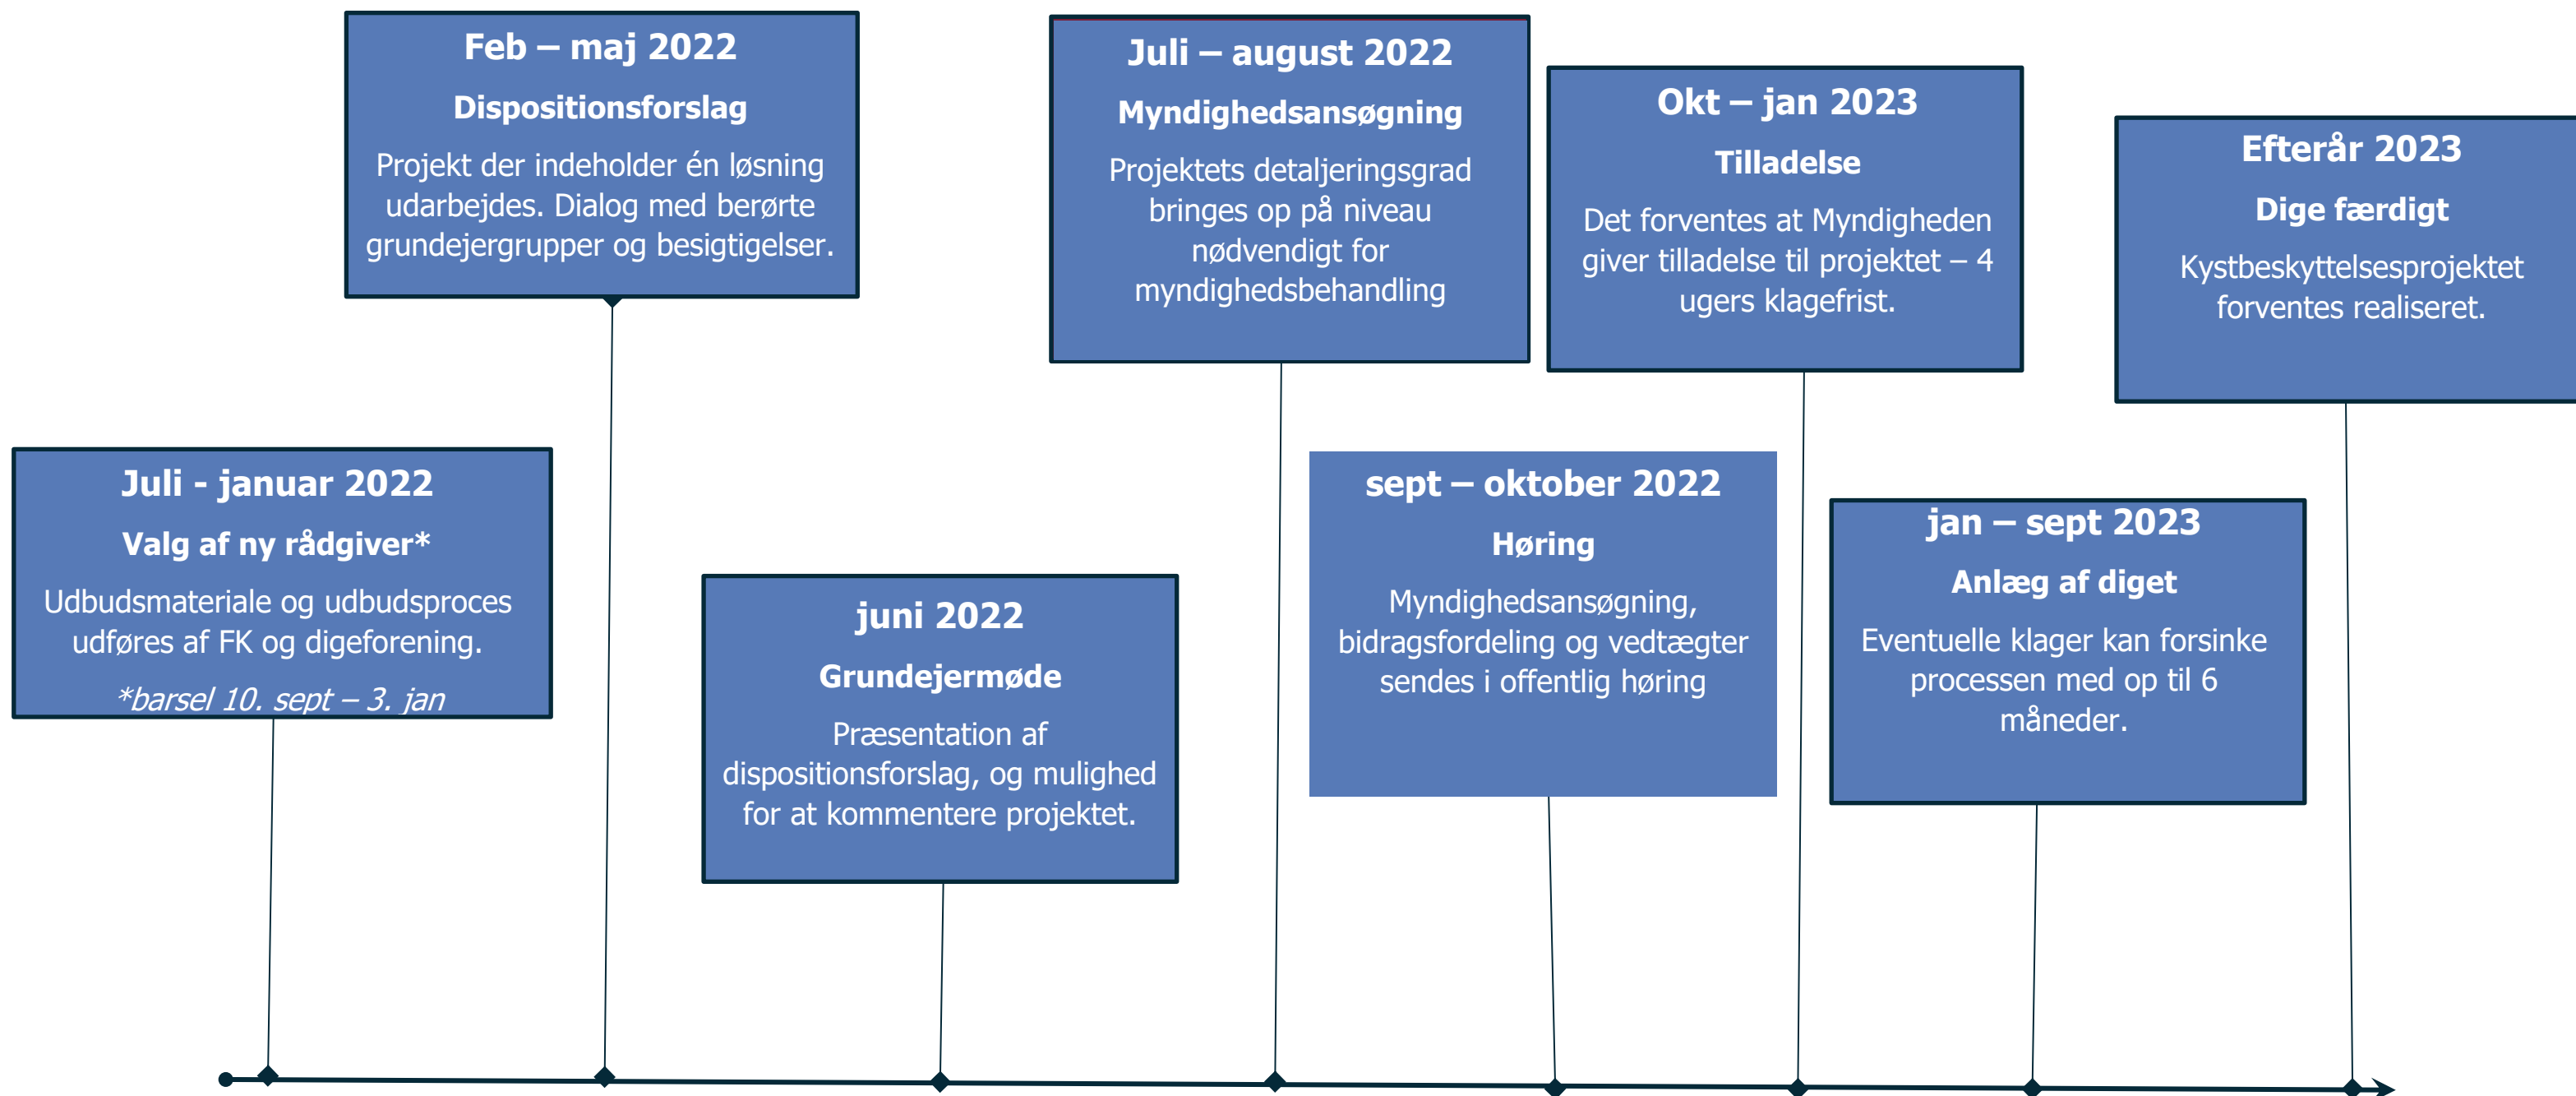 Juli - januar 2022
Valg af ny rådgiver*
Udbudsmateriale og udbudsproces
udføres af FK og digeforening.
*barsel 10. sept – 3. jan
Feb – maj 2022
Dispositionsforslag
Projekt der indeholder én løsning
udarbejdes. Dialog med berørte
grundejergrupper og besigtigelser.
juni 2022
Grundejermøde
Præsentation af
dispositionsforslag, og mulighed
for at kommentere projektet.
Juli – august 2022
Myndighedsansøgning
Projektets detaljeringsgrad
bringes op på niveau
nødvendigt for
myndighedsbehandling
sept – oktober 2022
Høring
Myndighedsansøgning,
bidragsfordeling og vedtægter
sendes i offentlig høring
Okt – jan 2023
Tilladelse
Det forventes at Myndigheden
giver tilladelse til projektet – 4
ugers klagefrist.
jan – sept 2023
Anlæg af diget
Eventuelle klager kan forsinke
processen med op til 6
måneder.
Efterår 2023
Dige færdigt
Kystbeskyttelsesprojektet
forventes realiseret.